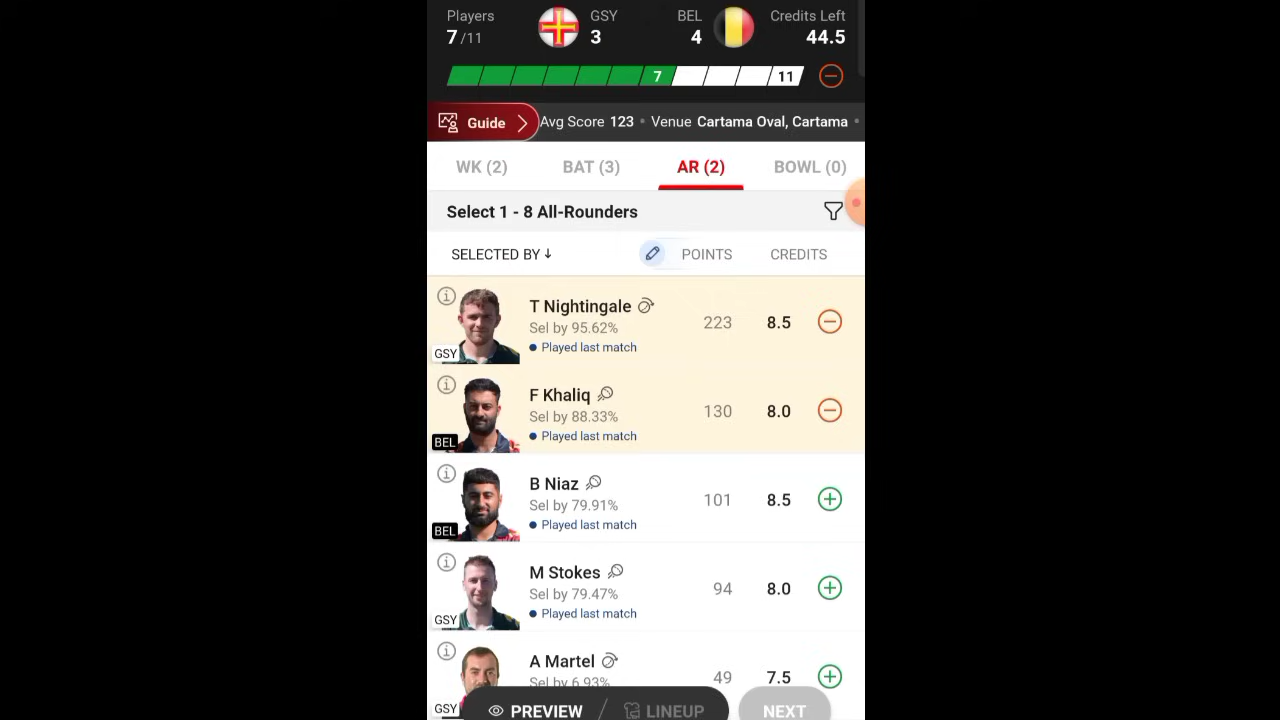 Players GSY BEL Credits Left
7/11 3 4 44.5
7 11
Guide Avg Score 123 • Venue Cartama Oval, Cartama •
WK (2) BAT (3) AR (2) BOWL (0)
Select 1 - 8 All-Rounders
SELECTED BY ↓ POINTS CREDITS
T Nightingale
Sel by 95.62% 223 8.5
Played last match
GSY
F Khaliq
Sel by 88.33% 130 8.0
Played last match
BEL
B Niaz
Sel by 79.91% 101 8.5
Played last match
BEL
M Stokes
Sel by 79.47% 94 8.0
Played last match
GSY
A Martel
Sel by 6.93% 49 7.5
GSY
PREVIEW / LINEUP NEXT